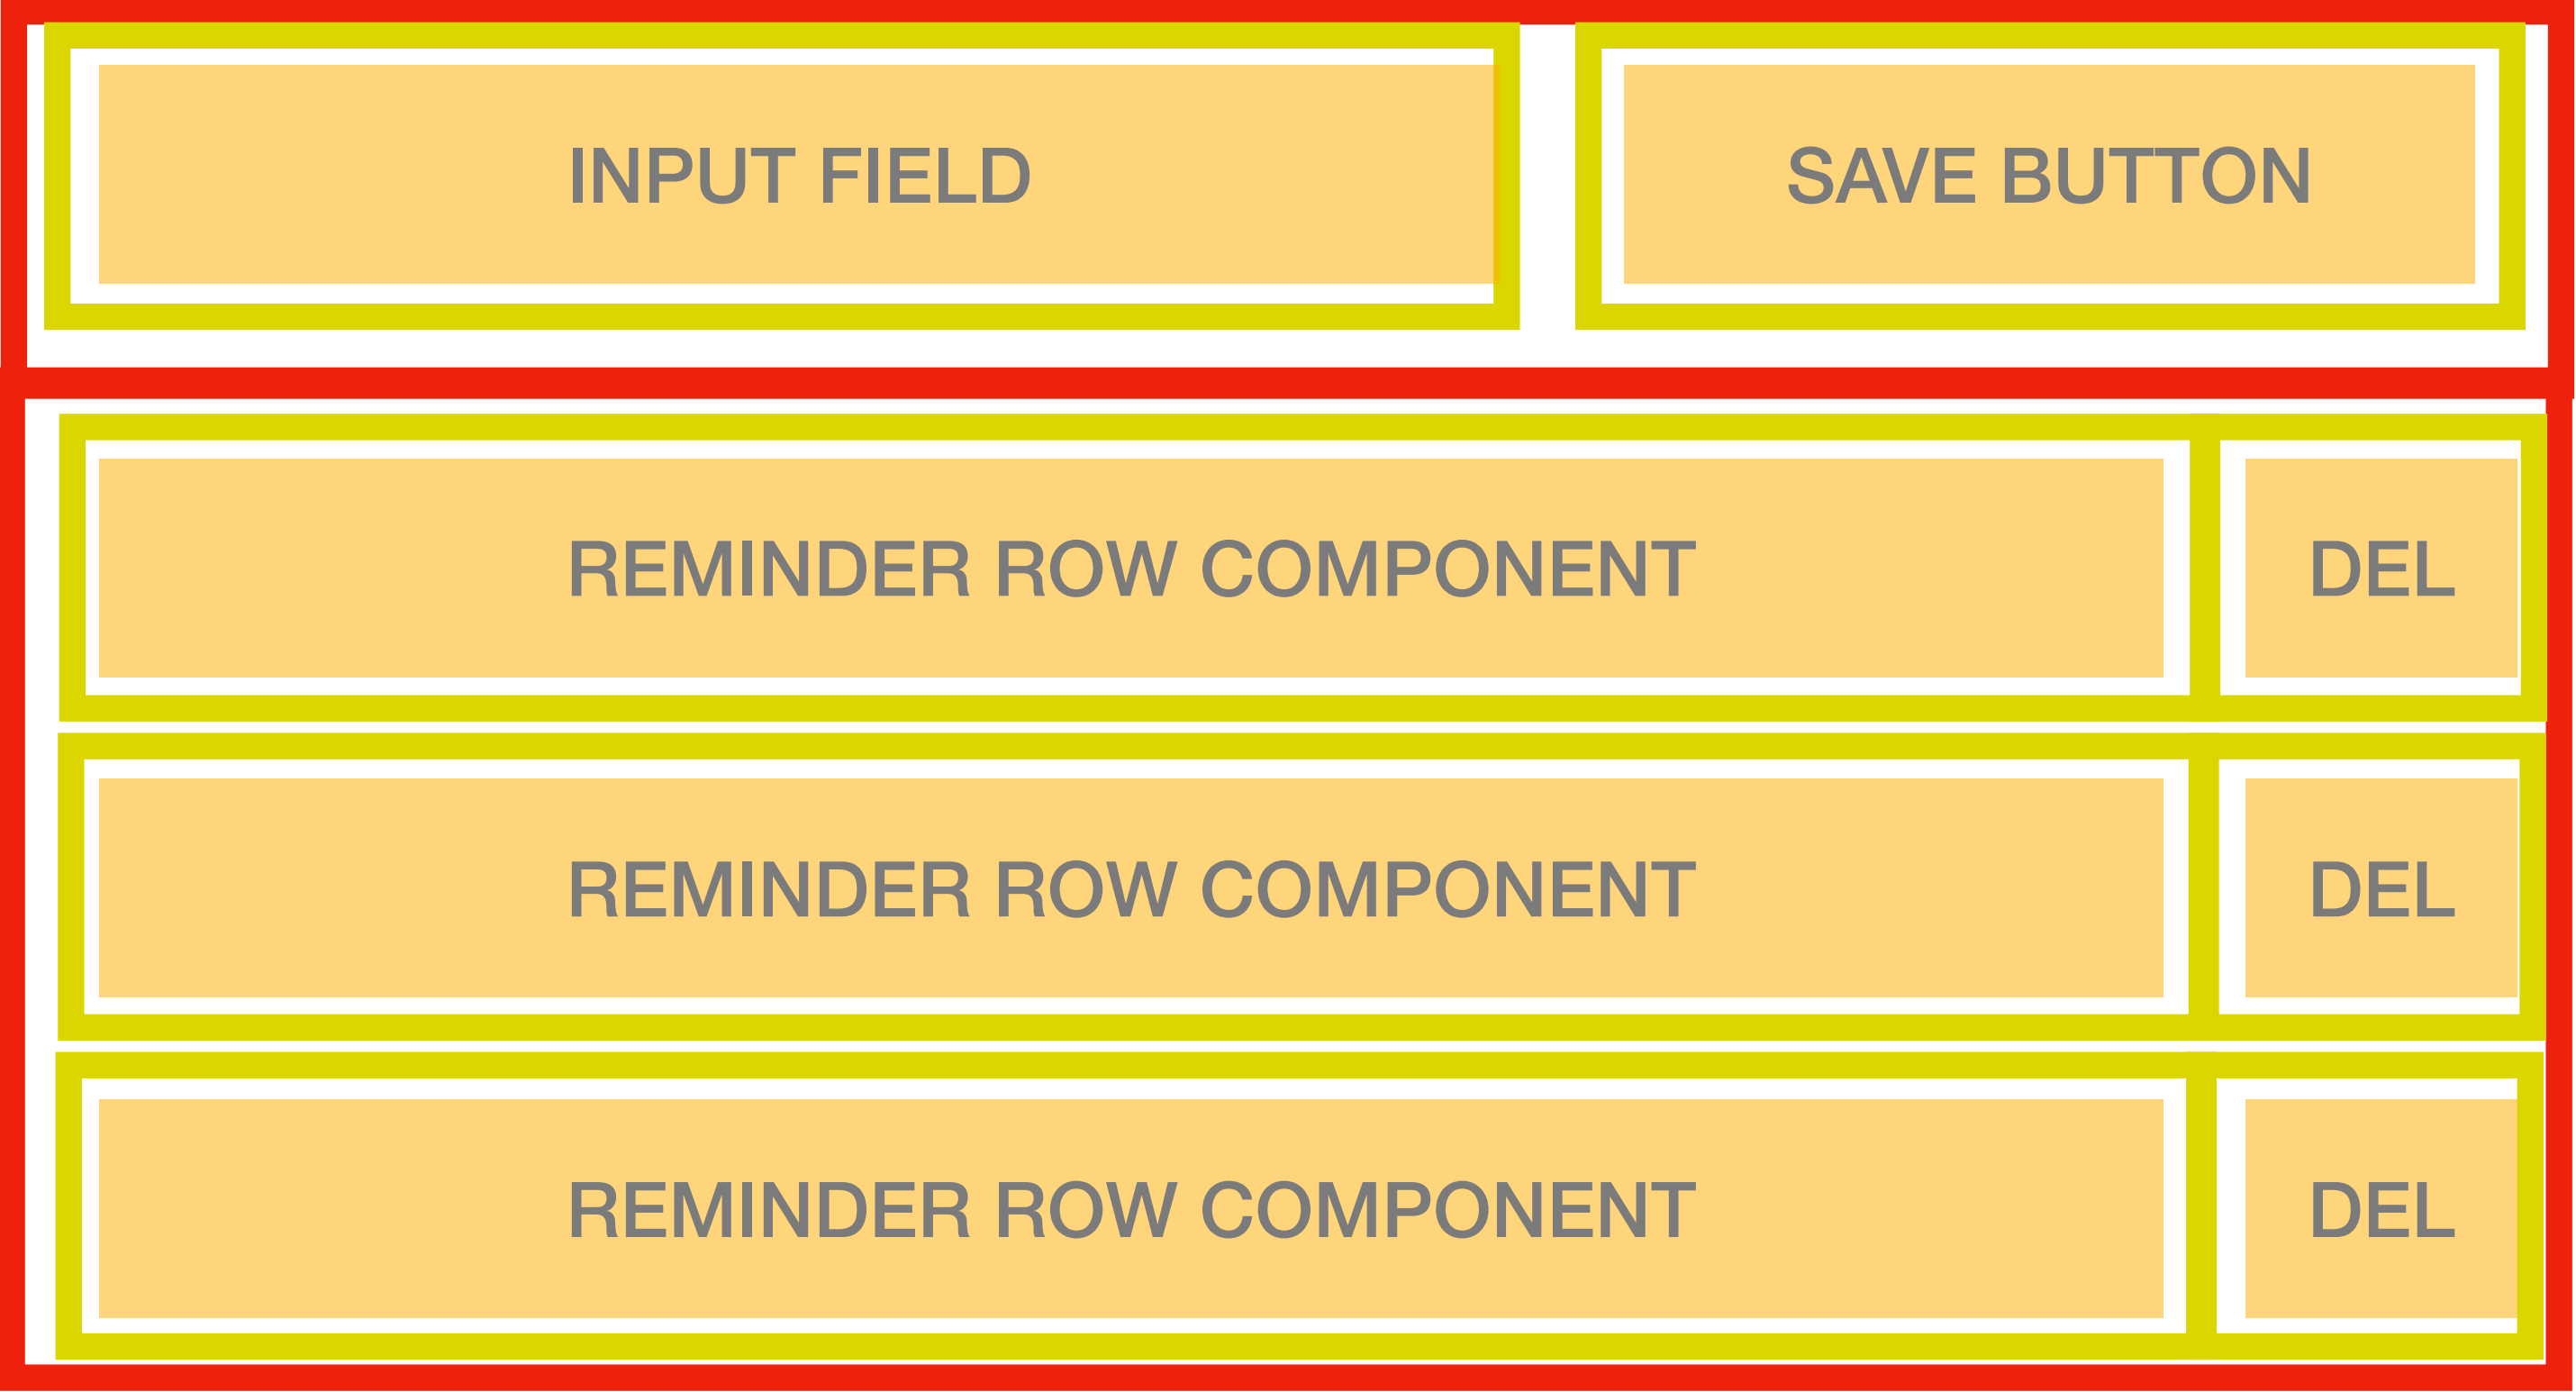 INPUT FIELD
SAVE BUTTON
REMINDER ROW COMPONENT
DEL
REMINDER ROW COMPONENT
DEL
REMINDER ROW COMPONENT
DEL